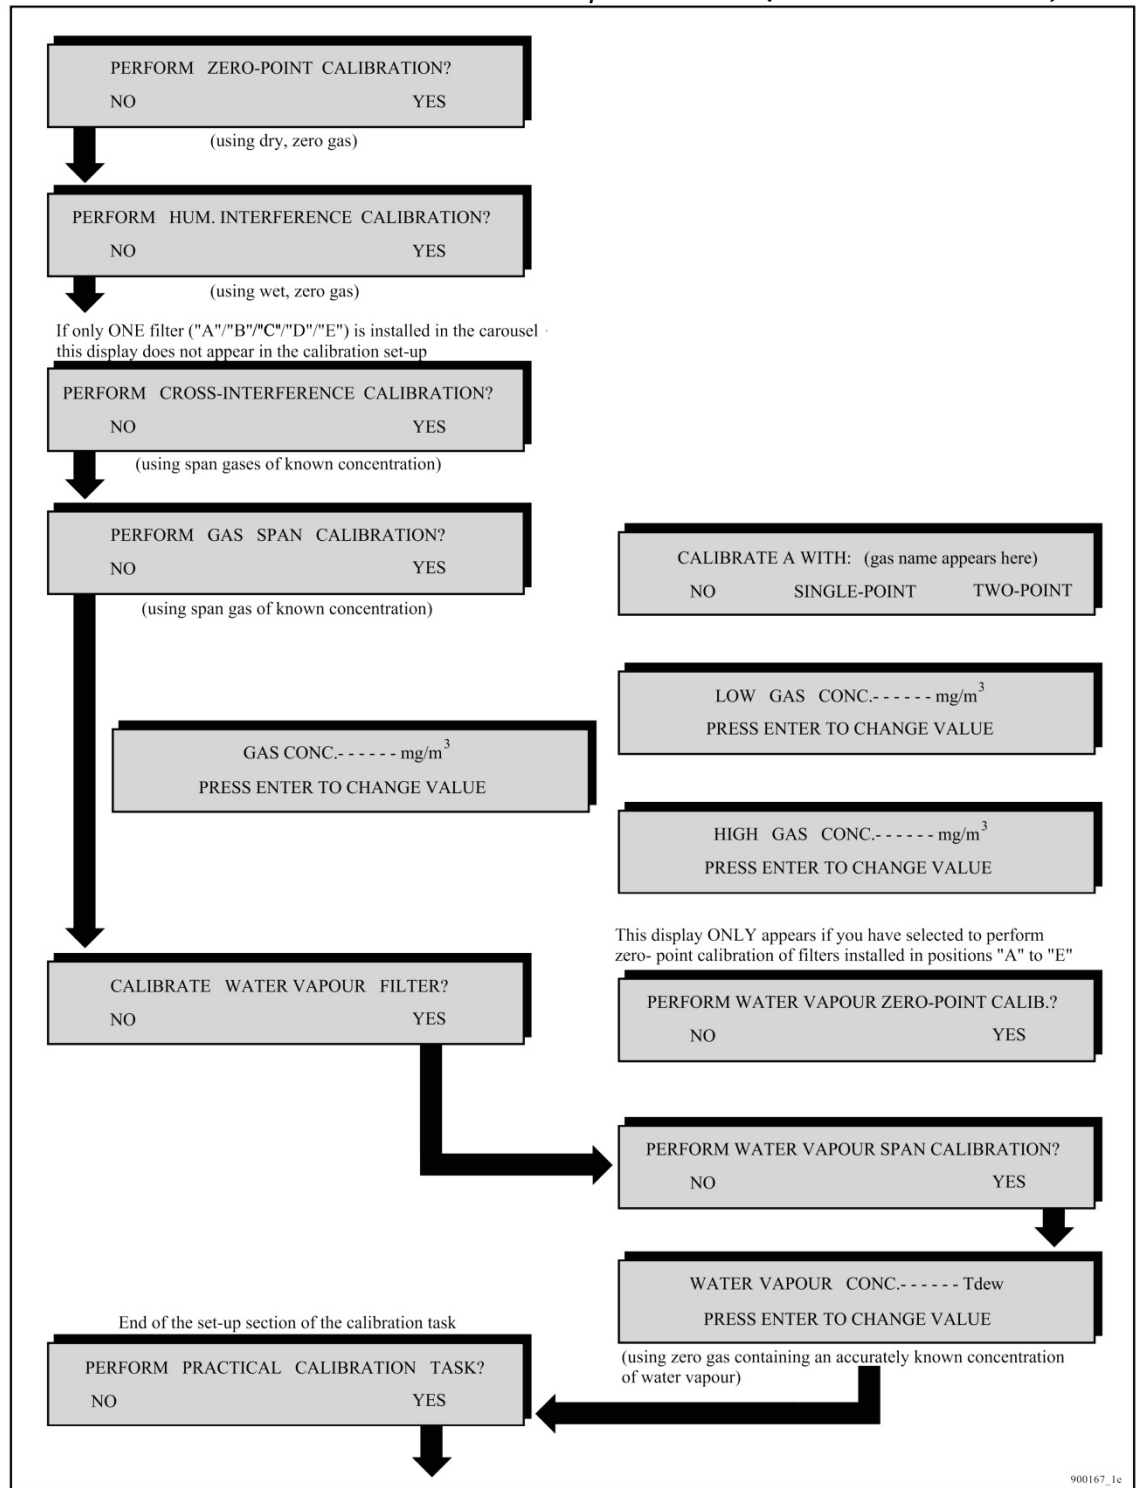 PERFORM ZERO-POINT CALIBRATION?
NO YES
(using dry, zero gas)
PERFORM HUM. INTERFERENCE CALIBRATION?
NO YES
(using wet, zero gas)
If only ONE filter ("A"/"B"/"C"/"D"/"E") is installed in the carousel
this display does not appear in the calibration set-up
PERFORM CROSS-INTERFERENCE CALIBRATION?
NO YES
(using span gases of known concentration)
PERFORM GAS SPAN CALIBRATION?
NO YES
(using span gas of known concentration)
CALIBRATE A WITH: (gas name appears here)
NO SINGLE-POINT TWO-POINT
LOW GAS CONC.- - - - - - mg/m³
PRESS ENTER TO CHANGE VALUE
GAS CONC.- - - - - - mg/m³
PRESS ENTER TO CHANGE VALUE
HIGH GAS CONC.- - - - - - mg/m³
PRESS ENTER TO CHANGE VALUE
This display ONLY appears if you have selected to perform
zero- point calibration of filters installed in positions "A" to "E"
CALIBRATE WATER VAPOUR FILTER?
NO YES
PERFORM WATER VAPOUR ZERO-POINT CALIB.?
NO YES
PERFORM WATER VAPOUR SPAN CALIBRATION?
NO YES
WATER VAPOUR CONC.- - - - - - Tdew
PRESS ENTER TO CHANGE VALUE
(using zero gas containing an accurately known concentration
of water vapour)
End of the set-up section of the calibration task
PERFORM PRACTICAL CALIBRATION TASK?
NO YES
900167_1e